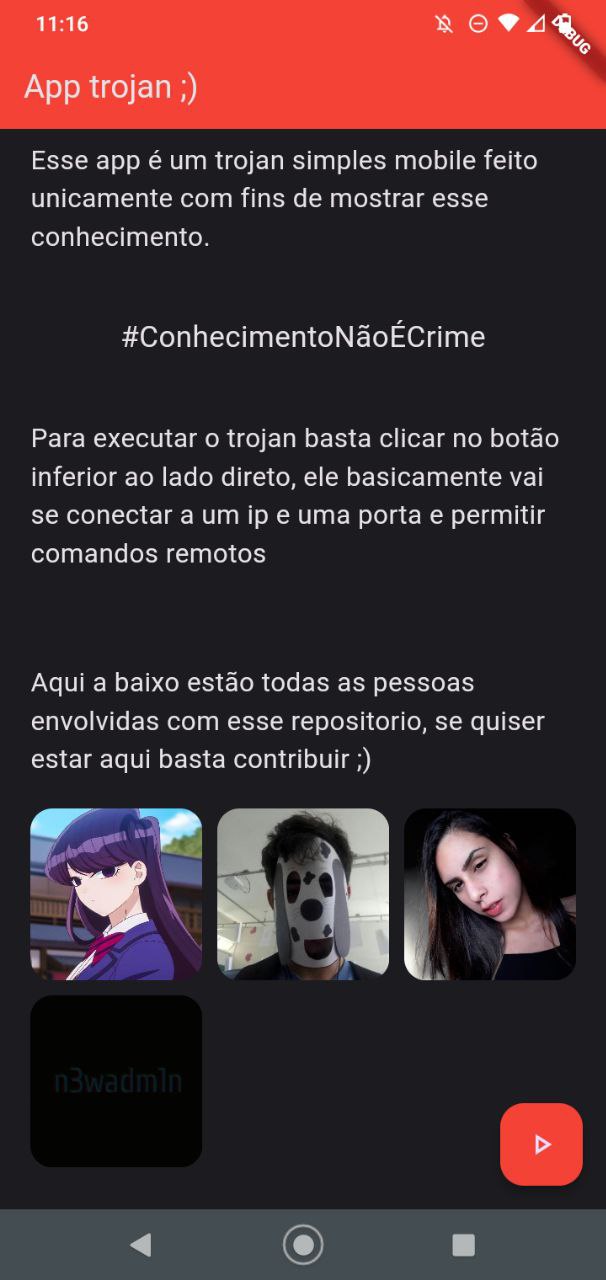 11:16
DEBUG
App trojan ;)
Esse app é um trojan simples mobile feito
unicamente com fins de mostrar esse
conhecimento.
#ConhecimentoNãoÉCrime
Para executar o trojan basta clicar no botão
inferior ao lado direto, ele basicamente vai
se conectar a um ip e uma porta e permitir
comandos remotos
Aqui a baixo estão todas as pessoas
envolvidas com esse repositorio, se quiser
estar aqui basta contribuir ;)
n3wadm1n